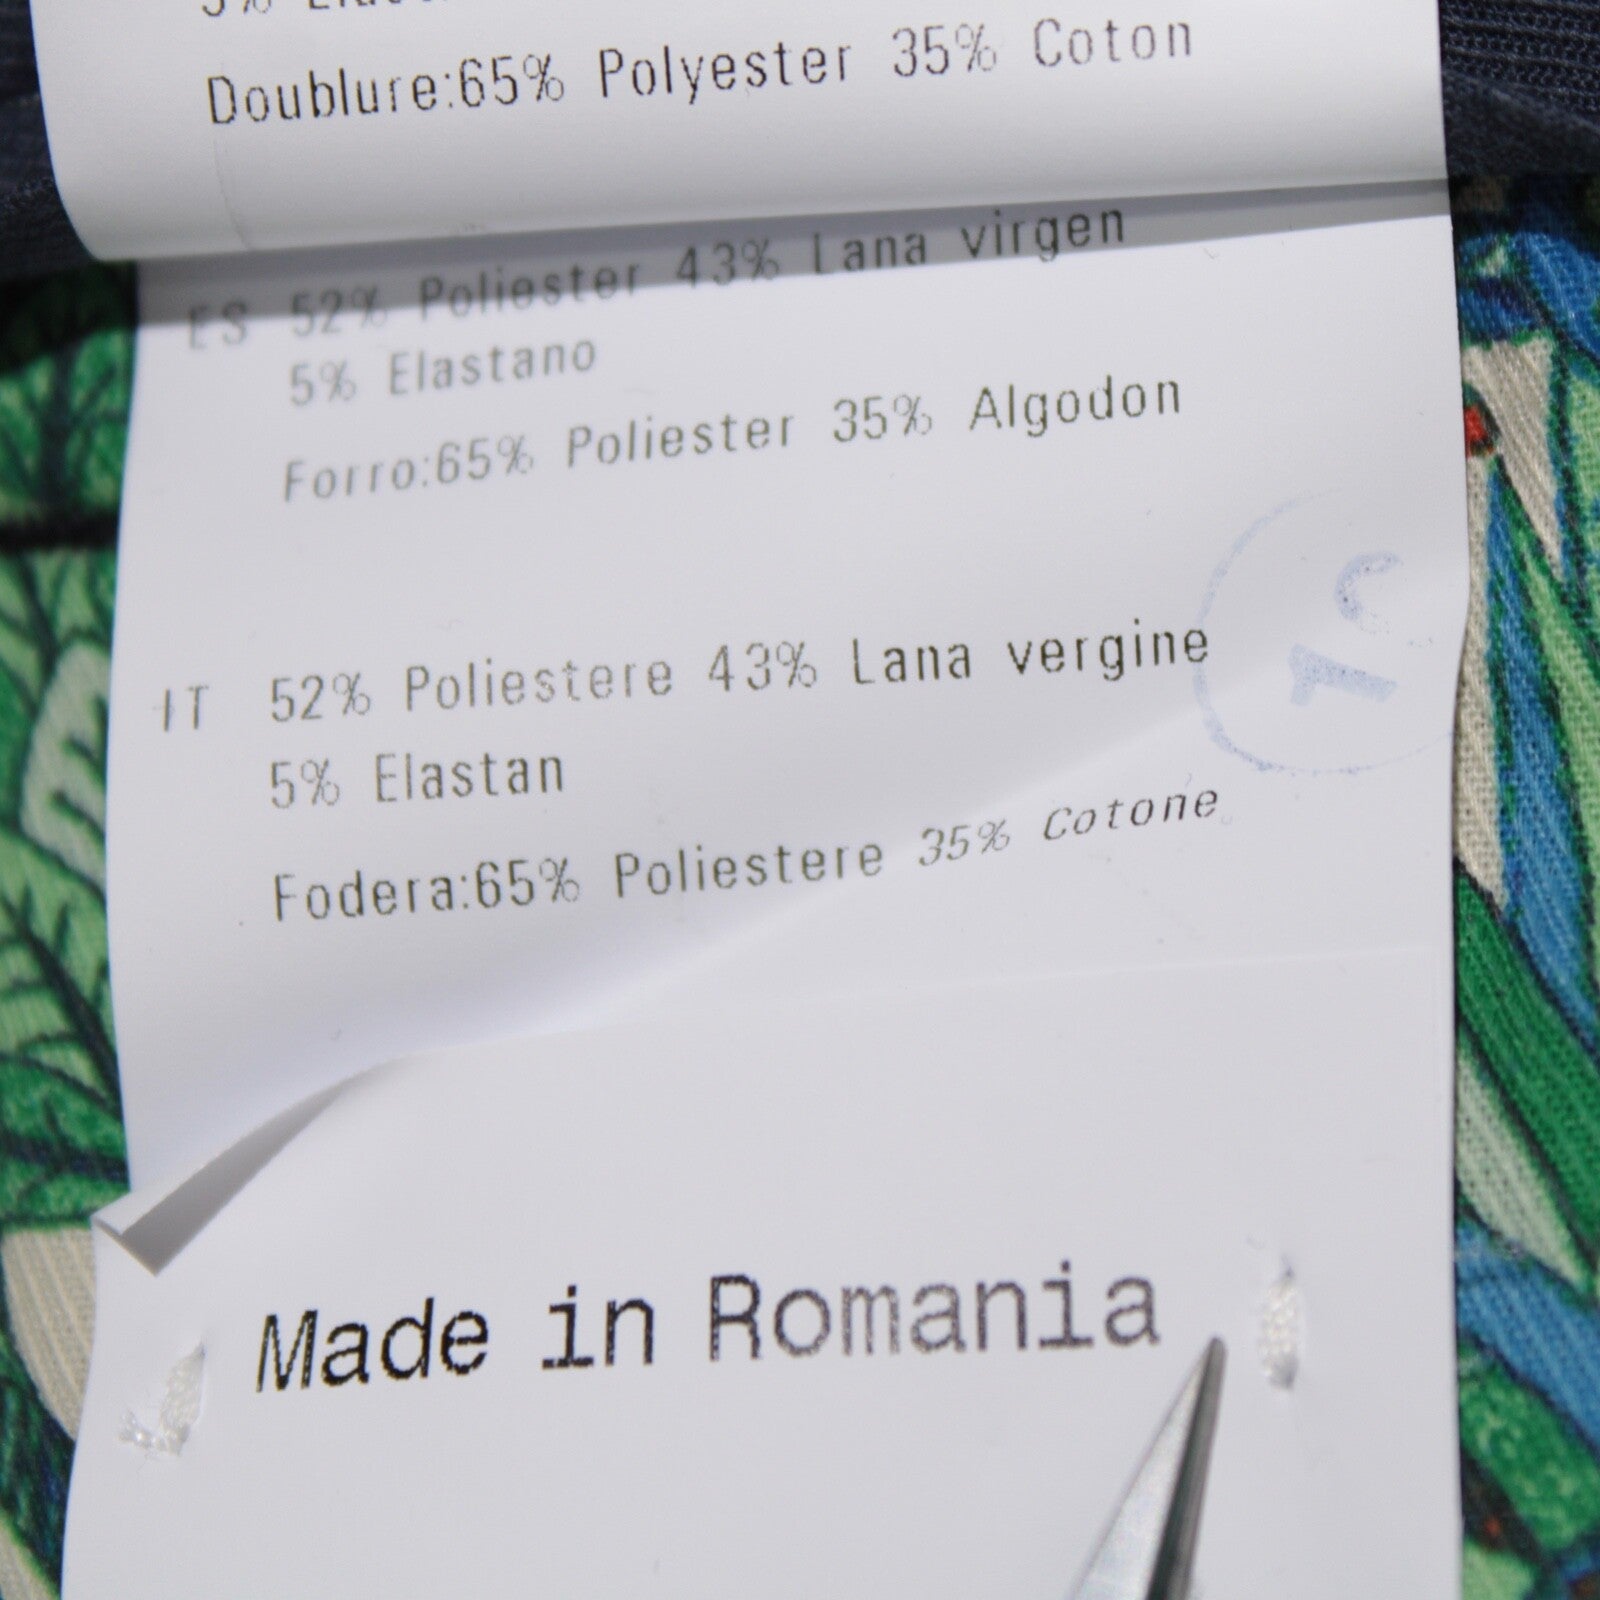 5%
Doublure:65% Polyester 35% Coton
ES 52% Poliester 43% Lana virgen
5% Elastano
Forro:65% Poliester 35% Algodon
IT 52% Poliestere 43% Lana vergine
5% Elastan
Fodera:65% Poliestere 35% Cotone
Made in Romania